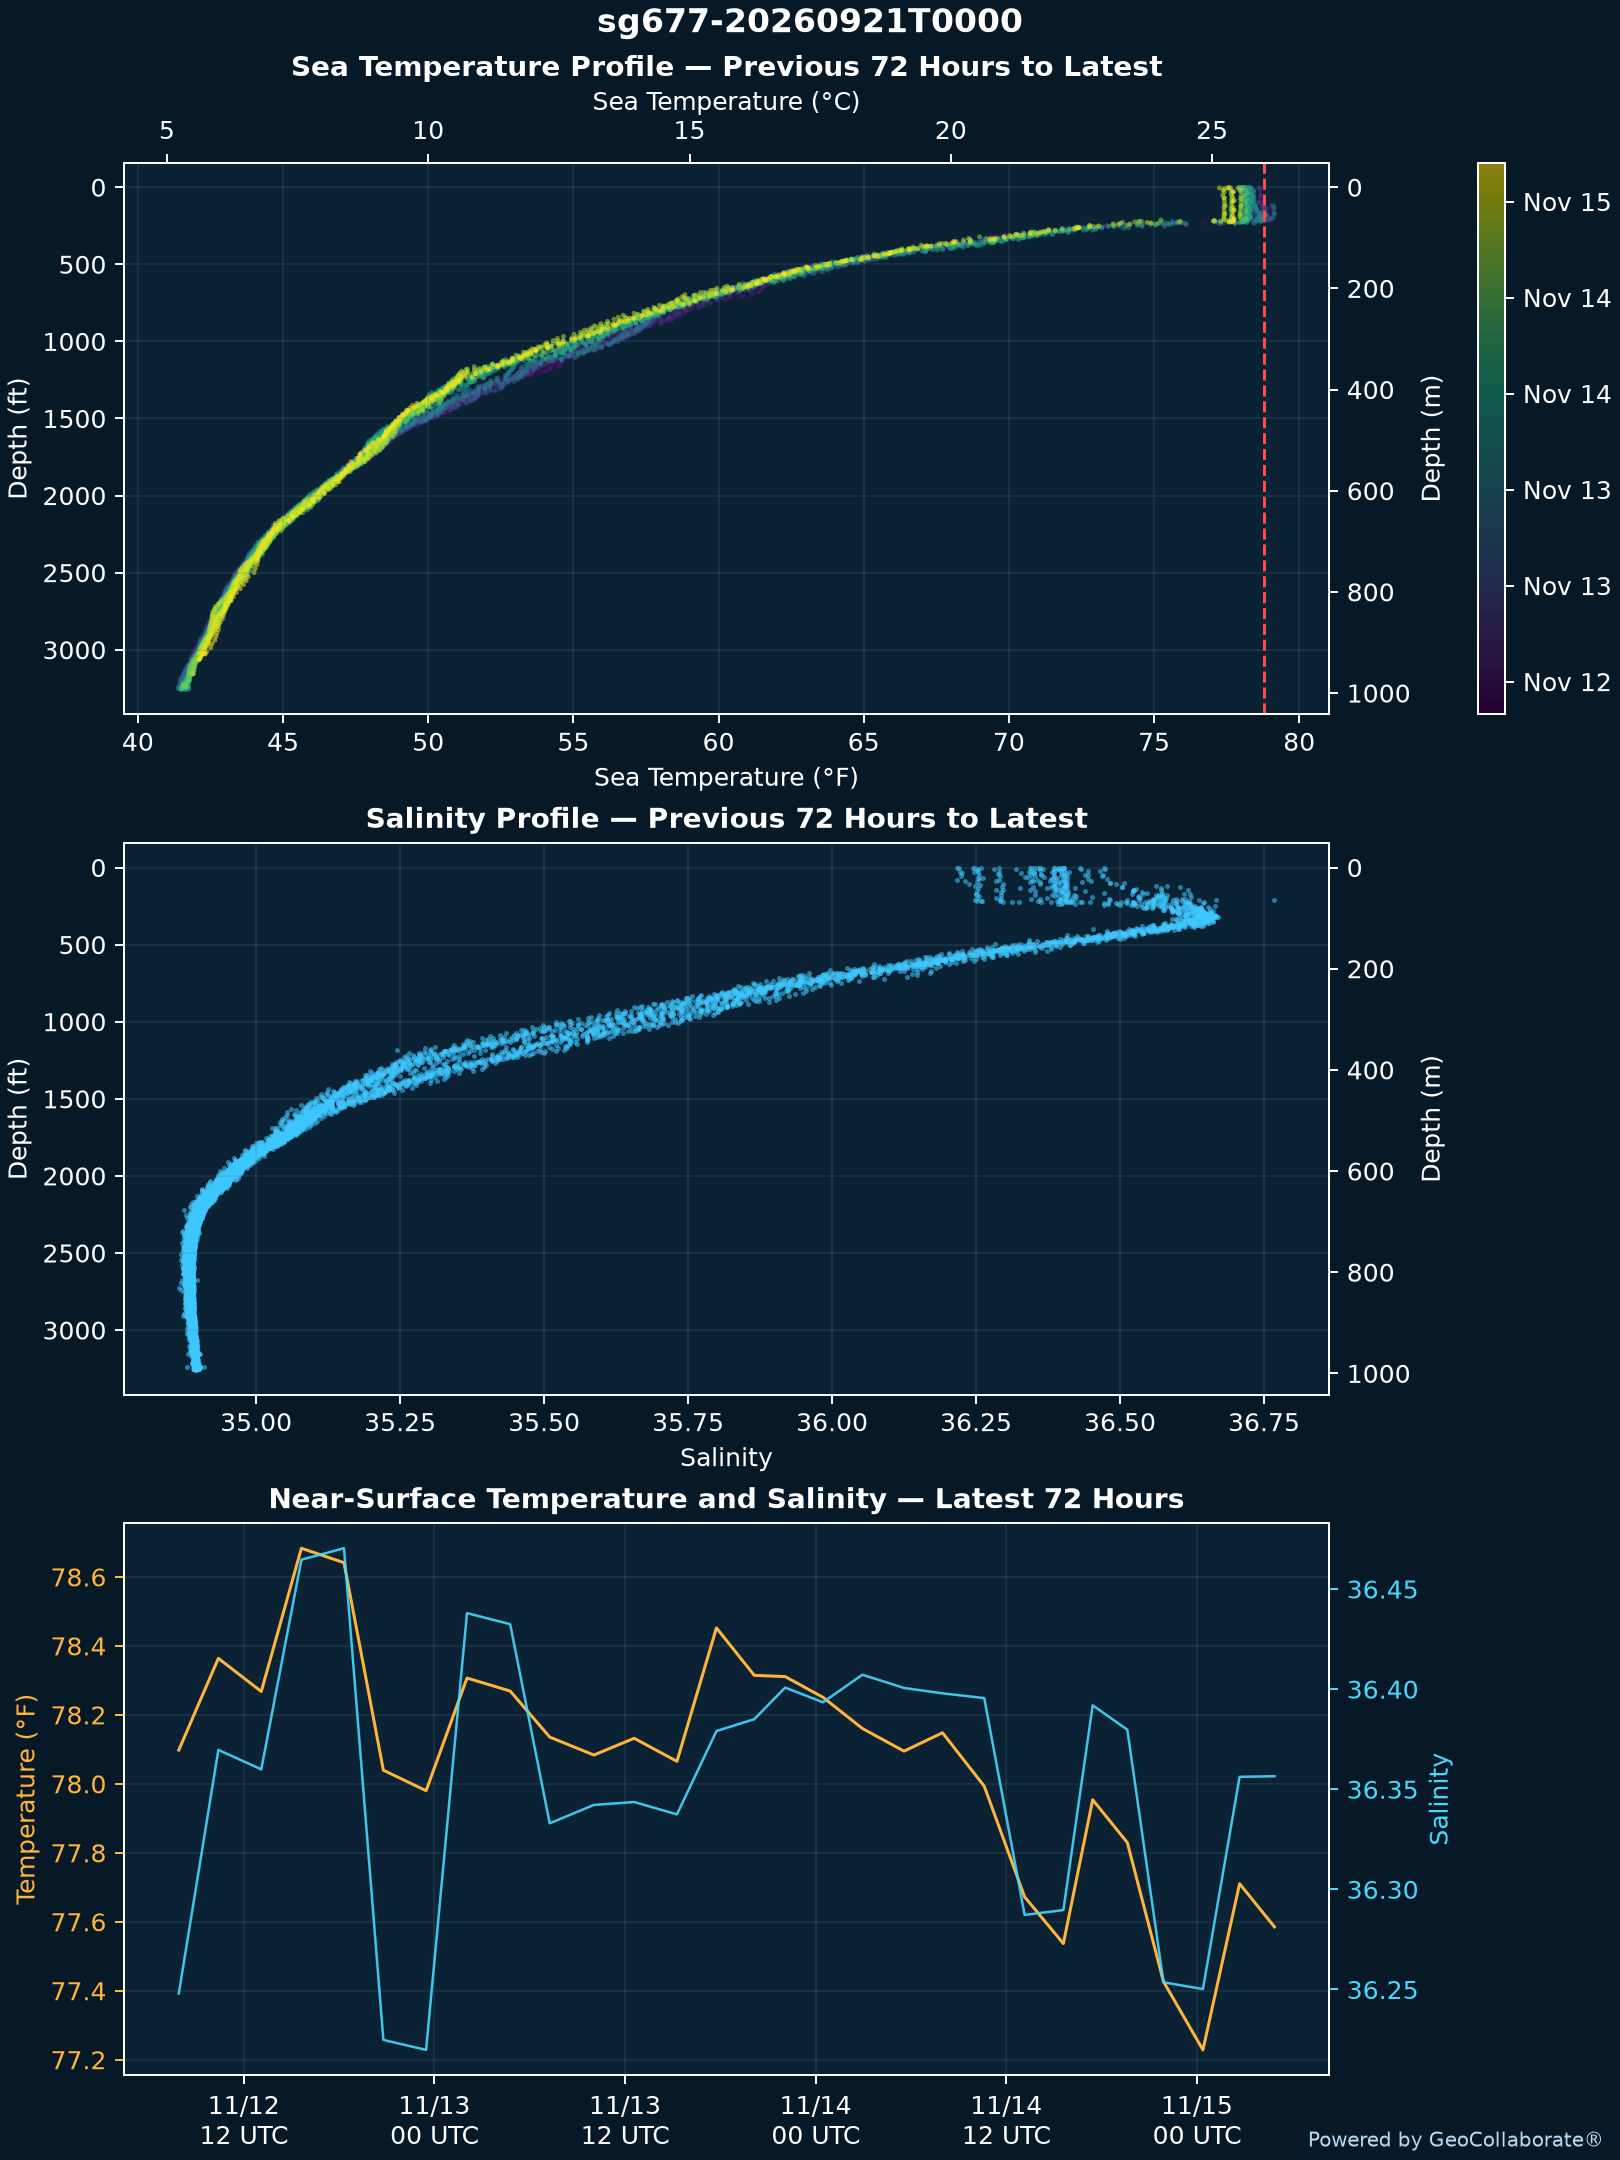 sg677-20260921T0000
Sea Temperature Profile — Previous 72 Hours to Latest
Sea Temperature (°C)
5 10 15 20 25
0
500
1000
1500
2000
2500
3000
Depth (ft)
0
200
400
600
800
1000
Depth (m)
Nov 15
Nov 14
Nov 14
Nov 13
Nov 13
Nov 12
40 45 50 55 60 65 70 75 80
Sea Temperature (°F)
Salinity Profile — Previous 72 Hours to Latest
0
500
1000
1500
2000
2500
3000
Depth (ft)
0
200
400
600
800
1000
Depth (m)
35.00 35.25 35.50 35.75 36.00 36.25 36.50 36.75
Salinity
Near-Surface Temperature and Salinity — Latest 72 Hours
78.6
78.4
78.2
78.0
77.8
77.6
77.4
77.2
Temperature (°F)
36.45
36.40
36.35
36.30
36.25
Salinity
11/12 11/13 11/13 11/14 11/14 11/15
12 UTC 00 UTC 12 UTC 00 UTC 12 UTC 00 UTC
Powered by GeoCollaborate®